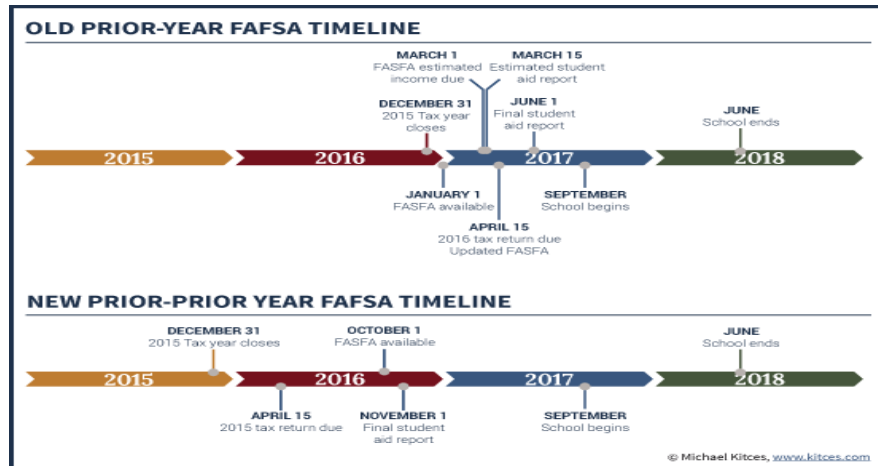 OLD PRIOR-YEAR FAFSA TIMELINE
MARCH 1
FASFA estimated
income due
MARCH 15
Estimated student
aid report
DECEMBER 31
2015 Tax year
closes
JUNE 1
Final student
aid report
JUNE
School ends
2015
2016
2017
2018
JANUARY 1
FASFA available
SEPTEMBER
School begins
APRIL 15
2016 tax return due
Updated FASFA
NEW PRIOR-PRIOR YEAR FAFSA TIMELINE
DECEMBER 31
2015 Tax year closes
OCTOBER 1
FASFA available
JUNE
School ends
2015
2016
2017
2018
APRIL 15
2015 tax return due
NOVEMBER 1
Final student
aid report
SEPTEMBER
School begins
© Michael Kitces, www.kitces.com